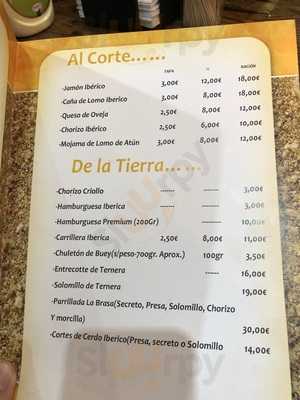 Al Corte......
TAPA ½ RACIÓN
-Jamón Ibérico 3,00€ 12,00€ 18,00€
-Caña de Lomo Iberico 3,00€ 8,00€ 18,00€
-Quesa de Oveja 2,50€ 8,00€ 12,00€
-Chorizo Ibérico 2,50€ 6,00€ 10,00€
-Mojama de Lomo de Atún 3,00€ 8,00€ 12,00€
De la Tierra......
-Chorizo Criollo ------ ------ 3,00€
-Hamburguesa Iberica ------ ------ 3,00€
-Hamburguesa Premium (200Gr) ------ ------ 10,00€
-Carrillera Iberica 2,50€ 8,00€ 11,00€
-Chuletón de Buey(s/peso-700gr. Aprox.) 100gr 3,50€
-Entrecotte de Ternera ------ 16,00€
-Solomillo de Ternera 19,00€
-Parrillada La Brasa(Secreto, Presa, Solomillo, Chorizo
Y morcilla) 30,00€
-Cortes de Cerdo Iberico(Presa, secreto o Solomillo 14,00€
sluurpy